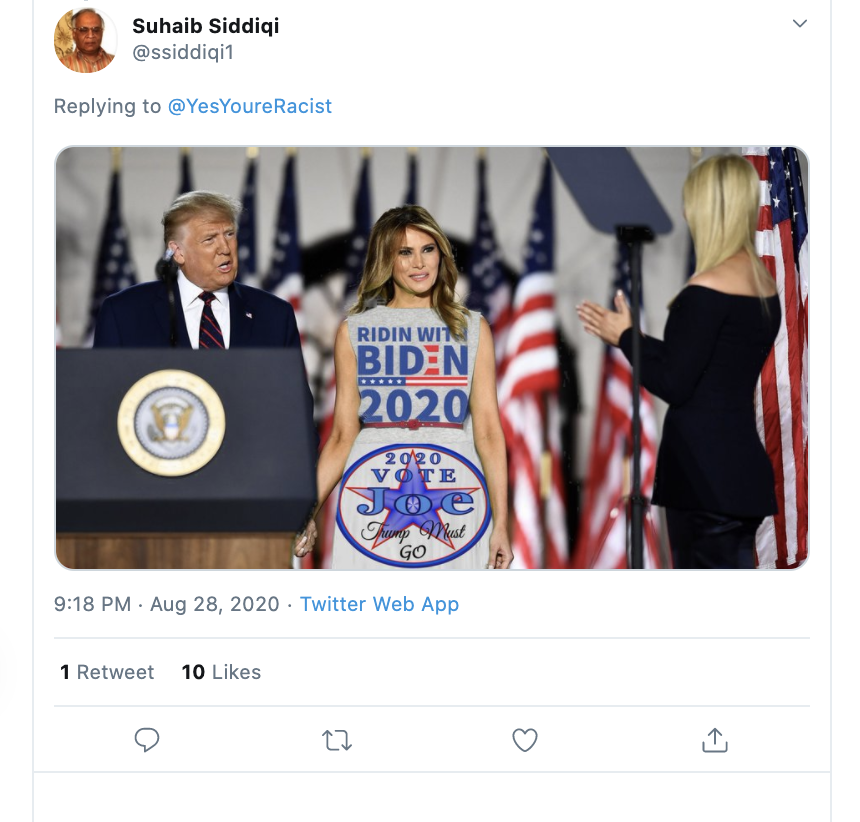 Suhaib Siddiqi
@ssiddiqi1
Replying to @YesYoureRacist
RIDIN WITH
BIDEN
2020
2020
VOTE
Joe
Trump Must
GO
9:18 PM · Aug 28, 2020 · Twitter Web App
1 Retweet 10 Likes